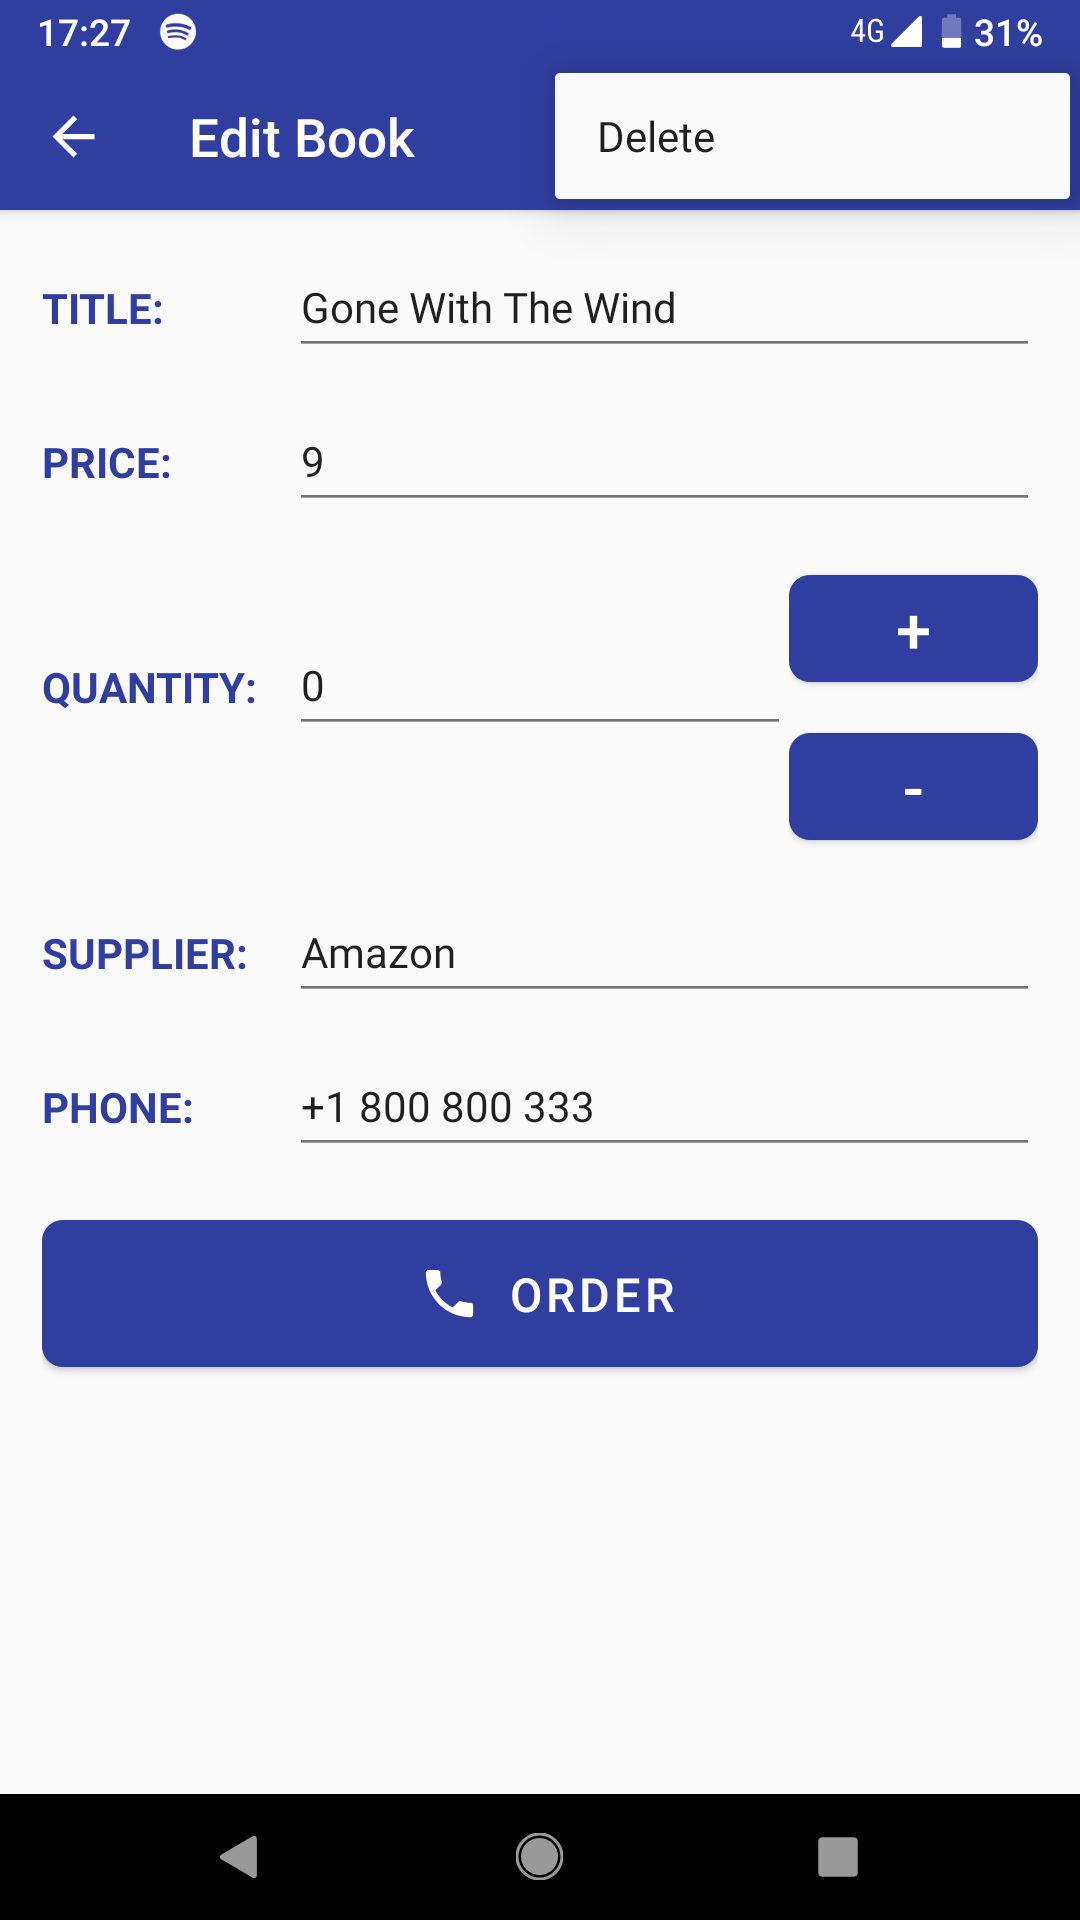 17:27 4G 31%
Edit Book
Delete
TITLE: Gone With The Wind
PRICE: 9
+
QUANTITY: 0
-
SUPPLIER: Amazon
PHONE: +1 800 800 333
ORDER